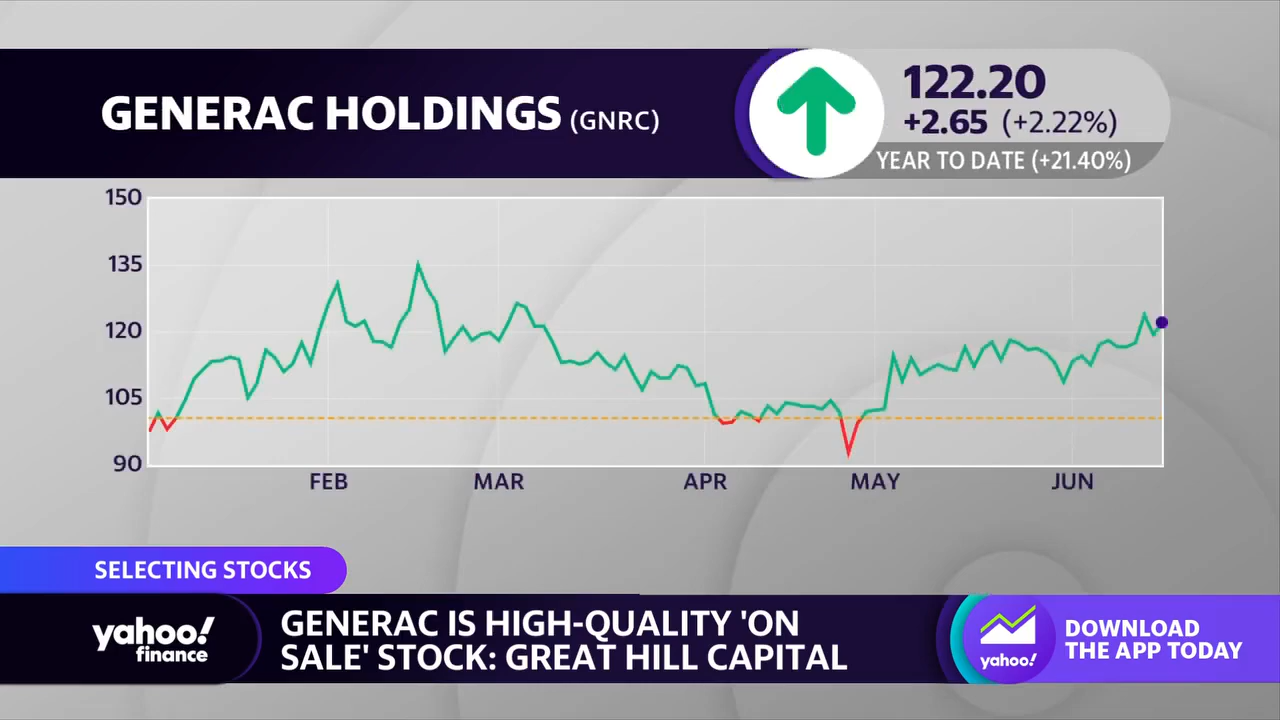 GENERAC HOLDINGS (GNRC)
122.20
+2.65 (+2.22%)
YEAR TO DATE (+21.40%)
150
135
120
105
90
FEB MAR APR MAY JUN
SELECTING STOCKS
yahoo!
finance
GENERAC IS HIGH-QUALITY 'ON
SALE' STOCK: GREAT HILL CAPITAL
yahoo!
DOWNLOAD
THE APP TODAY